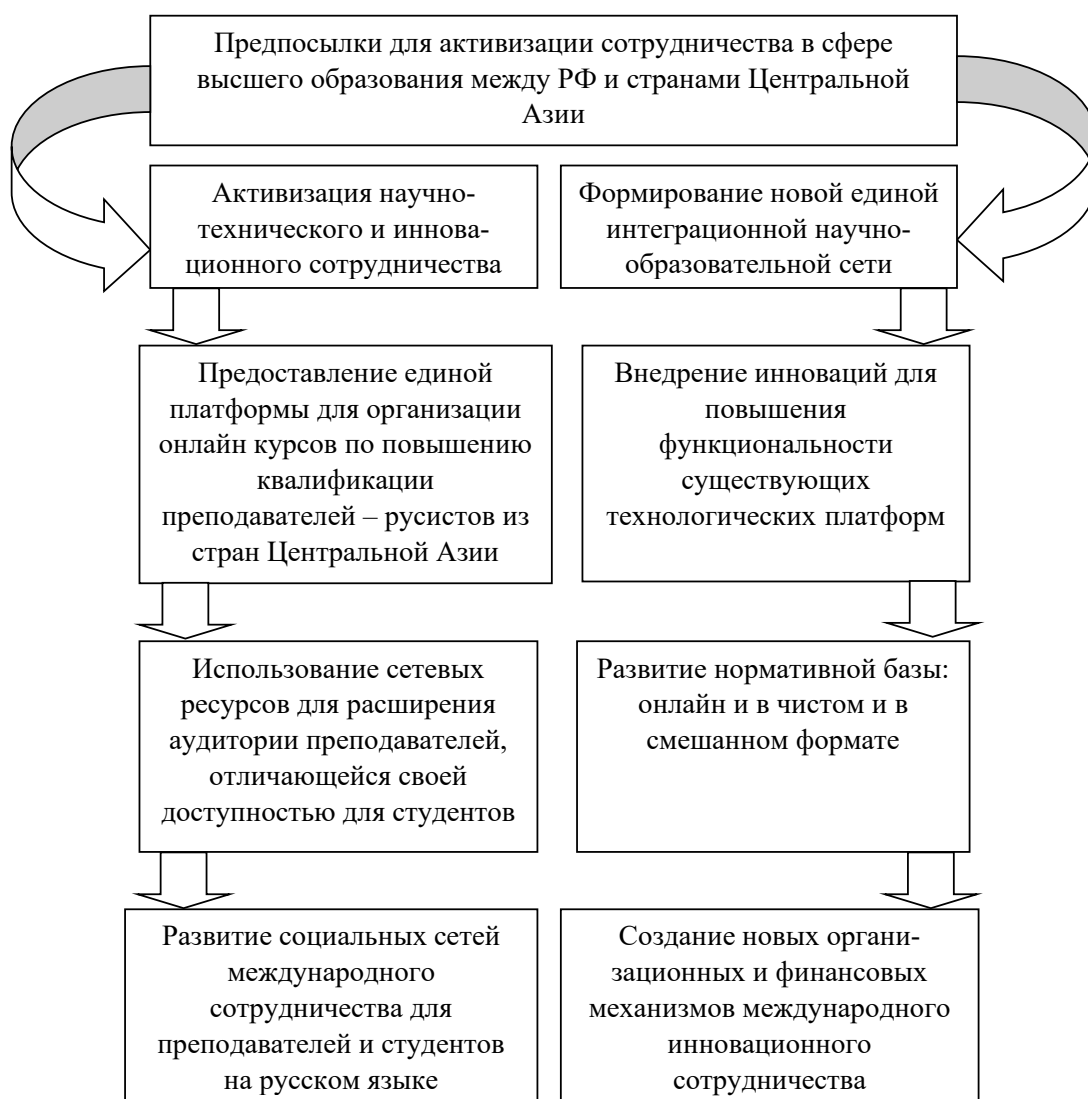 Предпосылки для активизации сотрудничества в сфере
высшего образования между РФ и странами Центральной
Азии
Активизация научно-
технического и иннова-
ционного сотрудничества
Формирование новой единой
интеграционной научно-
образовательной сети
Предоставление единой
платформы для организации
онлайн курсов по повышению
квалификации
преподавателей – русистов из
стран Центральной Азии
Внедрение инноваций для
повышения
функциональности
существующих
технологических платформ
Использование сетевых
ресурсов для расширения
аудитории преподавателей,
отличающейся своей
доступностью для студентов
Развитие нормативной базы:
онлайн и в чистом и в
смешанном формате
Развитие социальных сетей
международного
сотрудничества для
преподавателей и студентов
на русском языке
Создание новых органи-
зационных и финансовых
механизмов международного
инновационного
сотрудничества